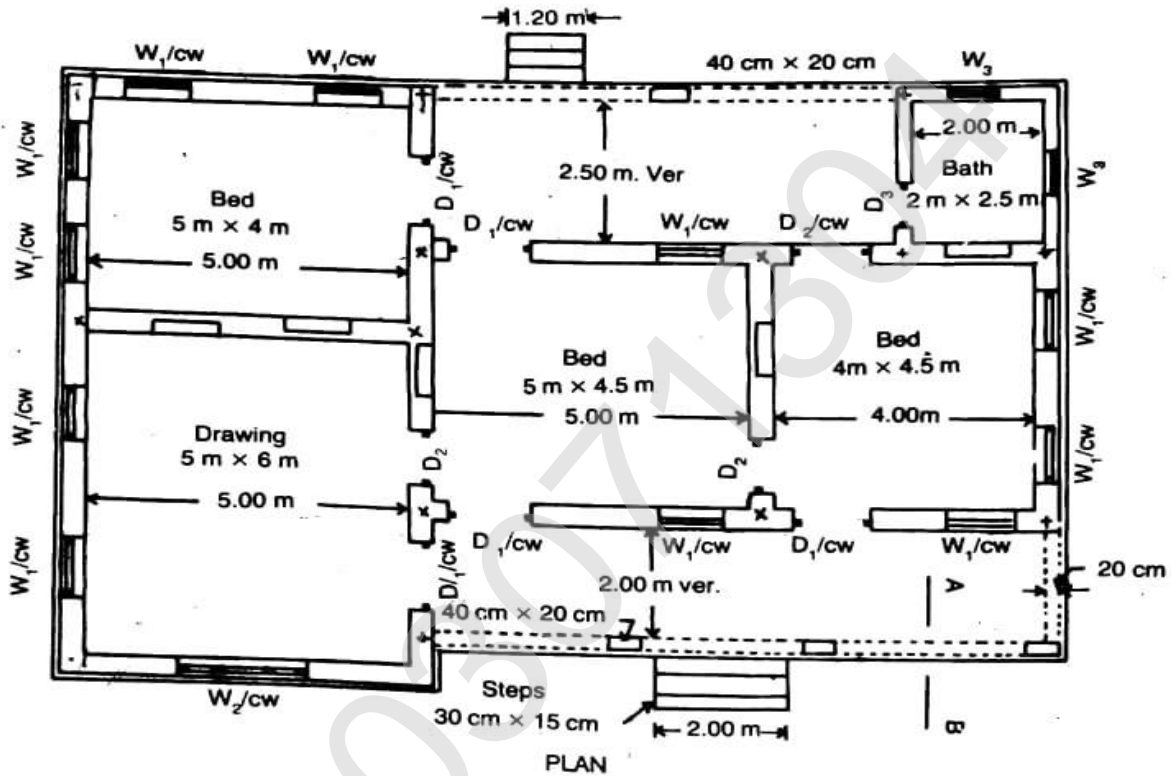 1.20 m
W1/cw
W1/cw
40 cm × 20 cm
W3
W1/cw
2.00 m
Bath
2 m × 2.5 m
W3
2.50 m. Ver
D1/cw
D3
Bed
5 m × 4 m
5.00 m
W1/cw
D1/cw
W1/cw
D2/cw
W1/cw
Bed
5 m × 4.5 m
5.00 m
Bed
4m × 4.5 m
4.00m
W1/cw
Drawing
5 m × 6 m
5.00 m
D2
D2
W1/cw
W1/cw
D1/cw
W1/cw
D1/cw
W1/cw
D/1/cw
2.00 m ver.
A
20 cm
40 cm × 20 cm
W2/cw
Steps
30 cm × 15 cm
2.00 m
B
PLAN
03071304